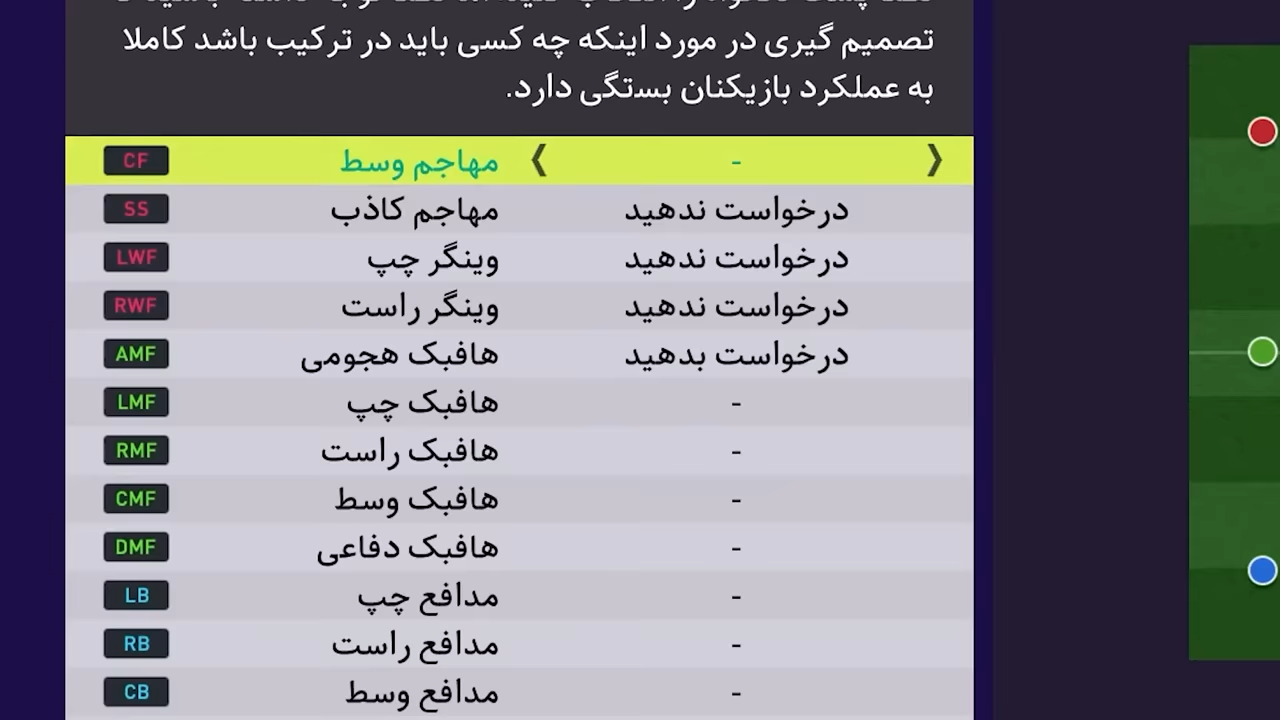 تصمیم گیری در مورد اینکه چه کسی باید در ترکیب باشد کاملا
به عملکرد بازیکنان بستگی دارد.
CF مهاجم وسط -
SS مهاجم کاذب درخواست ندهید
LWF وینگر چپ درخواست ندهید
RWF وینگر راست درخواست ندهید
AMF هافبک هجومی درخواست بدهید
LMF هافبک چپ -
RMF هافبک راست -
CMF هافبک وسط -
DMF هافبک دفاعی -
LB مدافع چپ -
RB مدافع راست -
CB مدافع وسط -